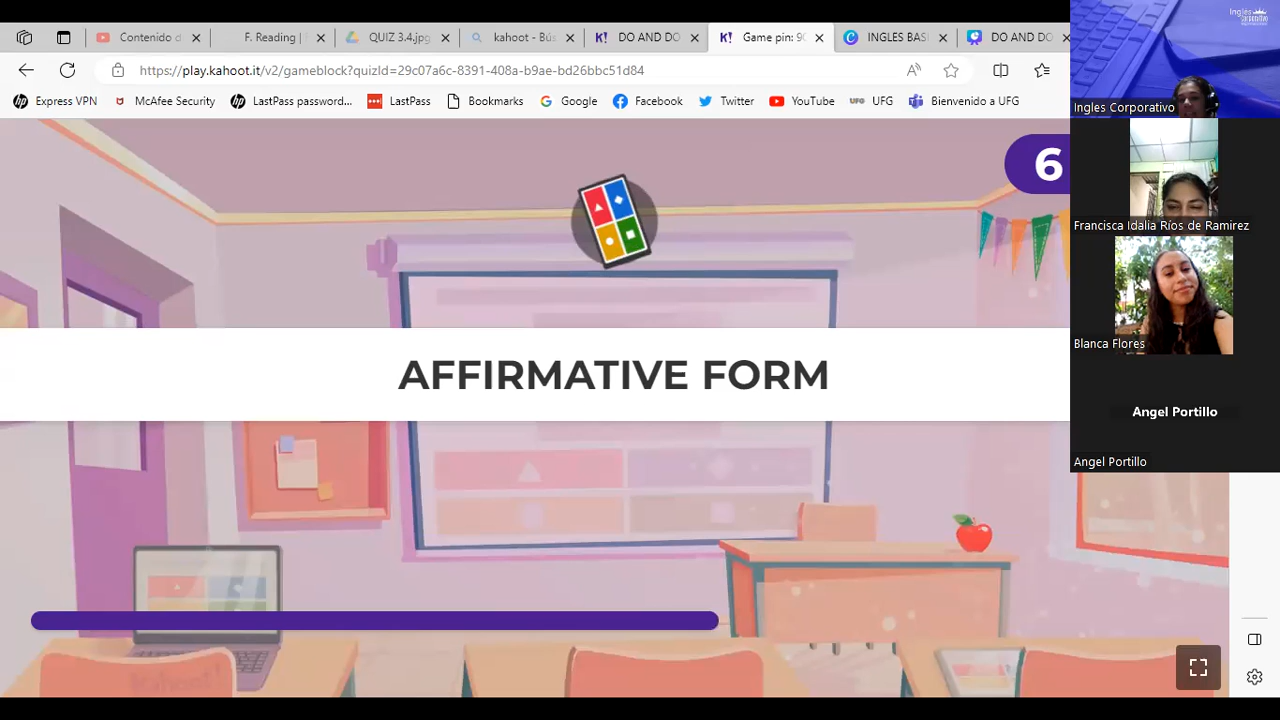 Contenido d
F. Reading |
QUIZ 3.4.jpg
kahoot - Bu
K! DO AND DO
K! Game pin: 9
INGLES BAS
DO AND DO
https://play.kahoot.it/v2/gameblock?quizId=29c07a6c-8391-408a-b9ae-bd26bbc51d84
Express VPN
McAfee Security
LastPass password...
LastPass
Bookmarks
Google
Facebook
Twitter
YouTube
UFG
Bienvenido a UFG
6
AFFIRMATIVE FORM
Ingles Corporativo
Francisca Idalia Ríos de Ramirez
Blanca Flores
Angel Portillo
Angel Portillo